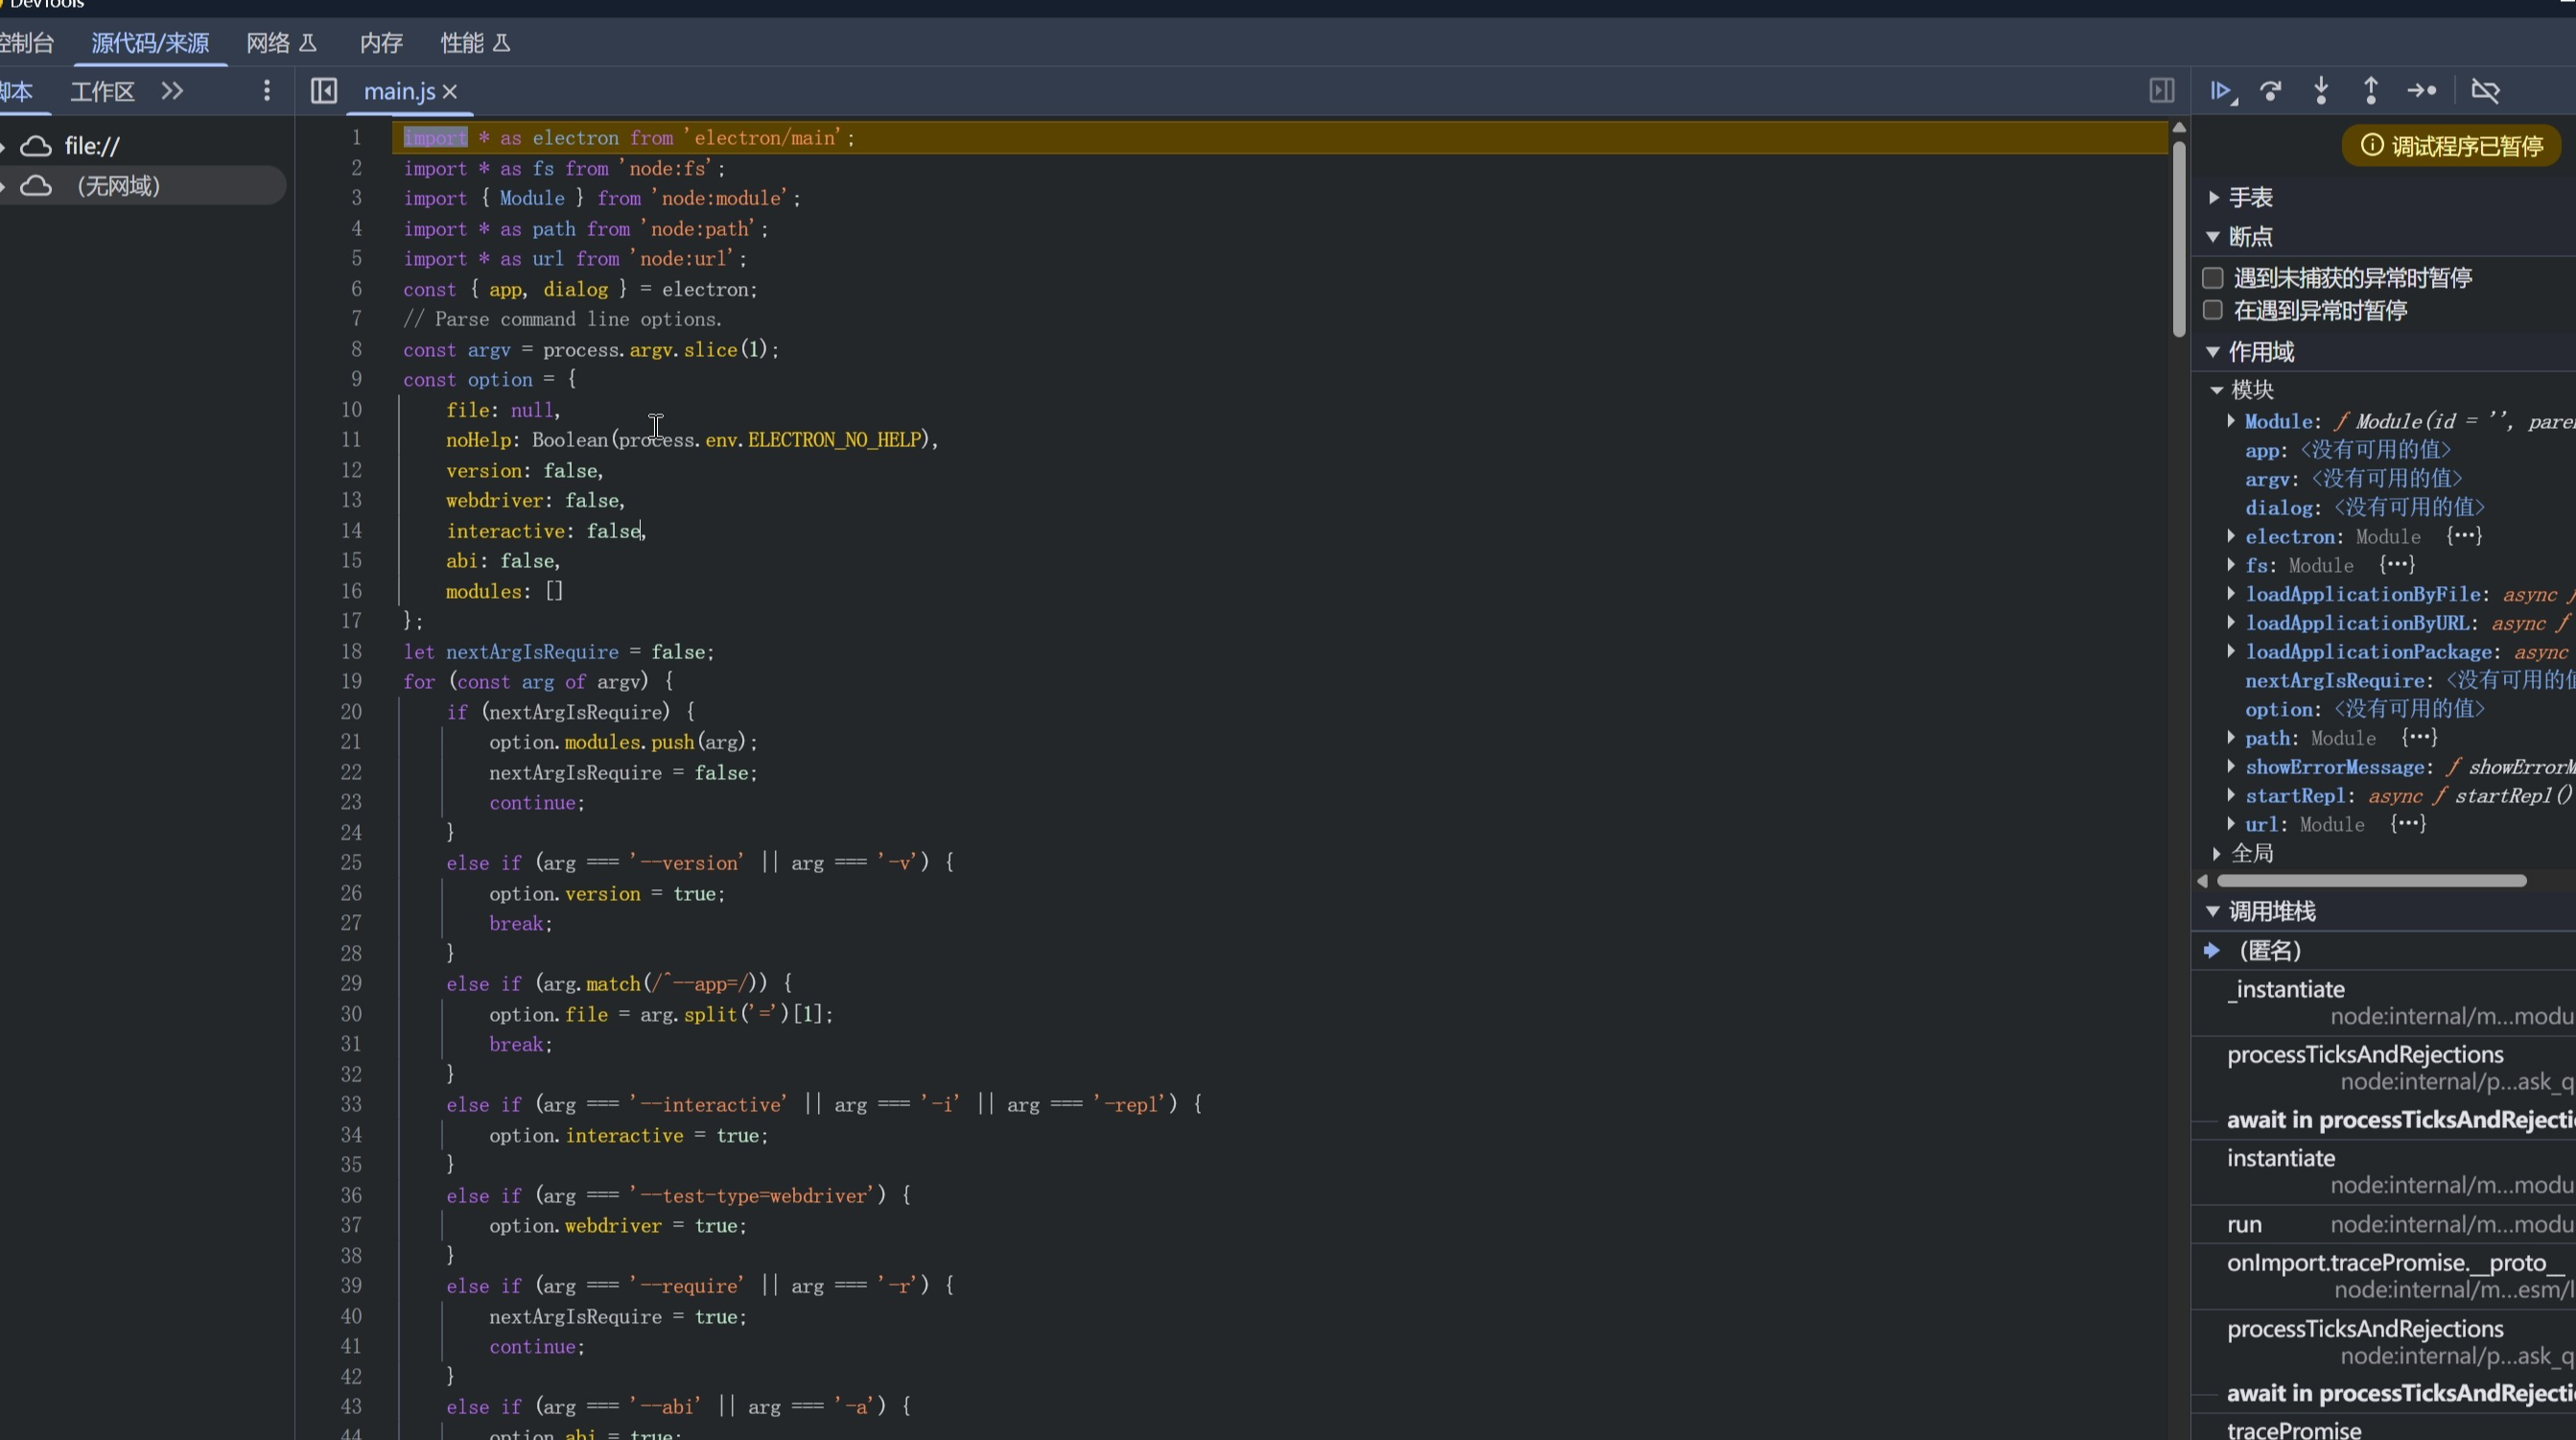 DevTools
控制台 源代码/来源 网络 内存 性能
脚本 工作区
main.js
file://
(无网域)
1 import * as electron from 'electron/main';
2 import * as fs from 'node:fs';
3 import { Module } from 'node:module';
4 import * as path from 'node:path';
5 import * as url from 'node:url';
6 const { app, dialog } = electron;
7 // Parse command line options.
8 const argv = process.argv.slice(1);
9 const option = {
10 file: null,
11 noHelp: Boolean(process.env.ELECTRON_NO_HELP),
12 version: false,
13 webdriver: false,
14 interactive: false,
15 abi: false,
16 modules: []
17 };
18 let nextArgIsRequire = false;
19 for (const arg of argv) {
20 if (nextArgIsRequire) {
21 option.modules.push(arg);
22 nextArgIsRequire = false;
23 continue;
24 }
25 else if (arg === '--version' || arg === '-v') {
26 option.version = true;
27 break;
28 }
29 else if (arg.match(/^--app=/)) {
30 option.file = arg.split('=')[1];
31 break;
32 }
33 else if (arg === '--interactive' || arg === '-i' || arg === '-repl') {
34 option.interactive = true;
35 }
36 else if (arg === '--test-type=webdriver') {
37 option.webdriver = true;
38 }
39 else if (arg === '--require' || arg === '-r') {
40 nextArgIsRequire = true;
41 continue;
42 }
43 else if (arg === '--abi' || arg === '-a') {
44 option.abi = true;
调试程序已暂停
手表
断点
遇到未捕获的异常时暂停
在遇到异常时暂停
作用域
模块
Module: ƒ Module(id = '', pare
app: <没有可用的值>
argv: <没有可用的值>
dialog: <没有可用的值>
electron: Module {…}
fs: Module {…}
loadApplicationByFile: async ƒ
loadApplicationByURL: async ƒ
loadApplicationPackage: async
nextArgIsRequire: <没有可用的值
option: <没有可用的值>
path: Module {…}
showErrorMessage: ƒ showErrorM
startRepl: async ƒ startRepl()
url: Module {…}
全局
调用堆栈
(匿名)
_instantiate
node:internal/m…modu
processTicksAndRejections
node:internal/p…ask_q
await in processTicksAndRejecti
instantiate
node:internal/m…modu
run node:internal/m…modu
onImport.tracePromise.__proto__
node:internal/m…esm/l
processTicksAndRejections
node:internal/p…ask_q
await in processTicksAndRejecti
tracePromise